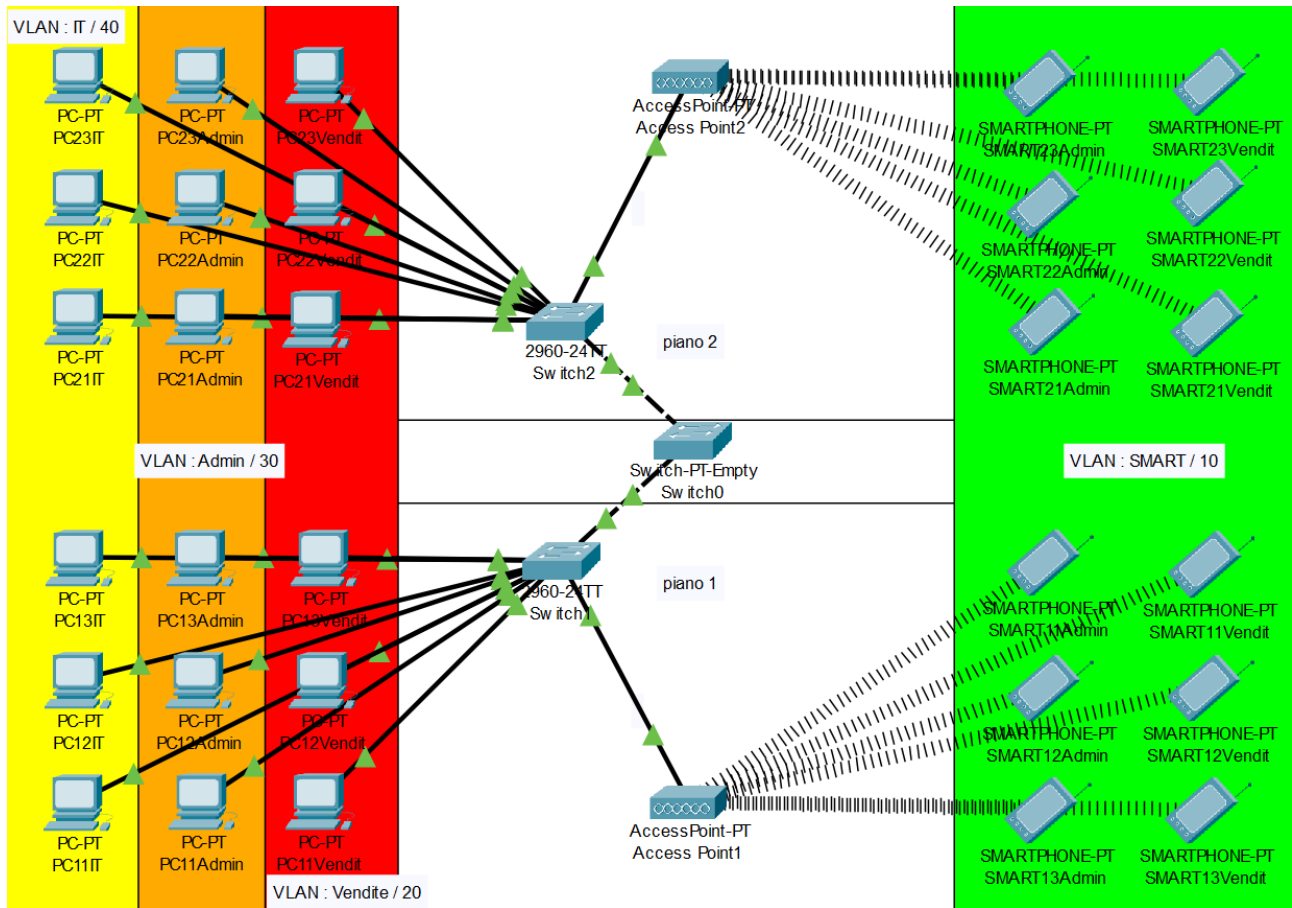 VLAN : IT / 40
PC-PT
PC23IT
PC-PT
PC23Admin
PC-PT
PC23Vendit
AccessPoint-PT
Access Point2
SMARTPHONE-PT
SMART23Admin
SMARTPHONE-PT
SMART23Vendit
PC-PT
PC22IT
PC-PT
PC22Admin
PC-PT
PC22Vendit
SMARTPHONE-PT
SMART22Admin
SMARTPHONE-PT
SMART22Vendit
PC-PT
PC21IT
PC-PT
PC21Admin
PC-PT
PC21Vendit
2960-24TT
Switch2
piano 2
SMARTPHONE-PT
SMART21Admin
SMARTPHONE-PT
SMART21Vendit
VLAN : Admin / 30
Switch-PT-Empty
Switch0
VLAN : SMART / 10
PC-PT
PC13IT
PC-PT
PC13Admin
PC-PT
PC13Vendit
2960-24TT
Switch1
piano 1
SMARTPHONE-PT
SMART11Admin
SMARTPHONE-PT
SMART11Vendit
PC-PT
PC12IT
PC-PT
PC12Admin
PC-PT
PC12Vendit
SMARTPHONE-PT
SMART12Admin
SMARTPHONE-PT
SMART12Vendit
PC-PT
PC11IT
PC-PT
PC11Admin
PC-PT
PC11Vendit
AccessPoint-PT
Access Point1
SMARTPHONE-PT
SMART13Admin
SMARTPHONE-PT
SMART13Vendit
VLAN : Vendite / 20